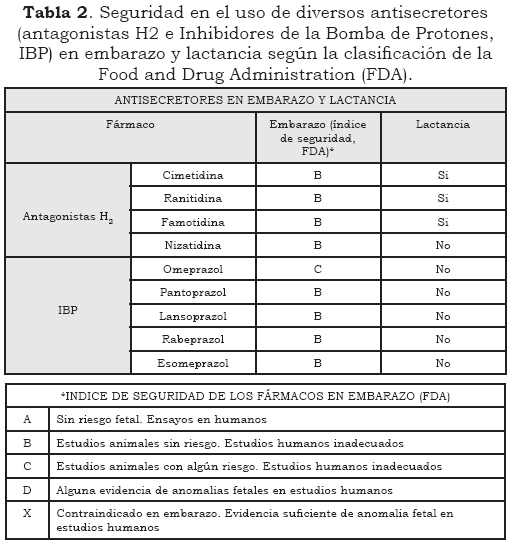 Tabla 2. Seguridad en el uso de diversos antisecretores
(antagonistas H2 e Inhibidores de la Bomba de Protones,
IBP) en embarazo y lactancia según la clasificación de la
Food and Drug Administration (FDA).
ANTISECRETORES EN EMBARAZO Y LACTANCIA
Fármaco
Embarazo (índice
de seguridad,
FDA)*
Lactancia
Antagonistas H2
Cimetidina B Si
Ranitidina B Si
Famotidina B Si
Nizatidina B No
IBP
Omeprazol C No
Pantoprazol B No
Lansoprazol B No
Rabeprazol B No
Esomeprazol B No
*INDICE DE SEGURIDAD DE LOS FÁRMACOS EN EMBARAZO (FDA)
A Sin riesgo fetal. Ensayos en humanos
B Estudios animales sin riesgo. Estudios humanos inadecuados
C Estudios animales con algún riesgo. Estudios humanos inadecuados
D Alguna evidencia de anomalias fetales en estudios humanos
X Contraindicado en embarazo. Evidencia suficiente de anomalia fetal en
estudios humanos